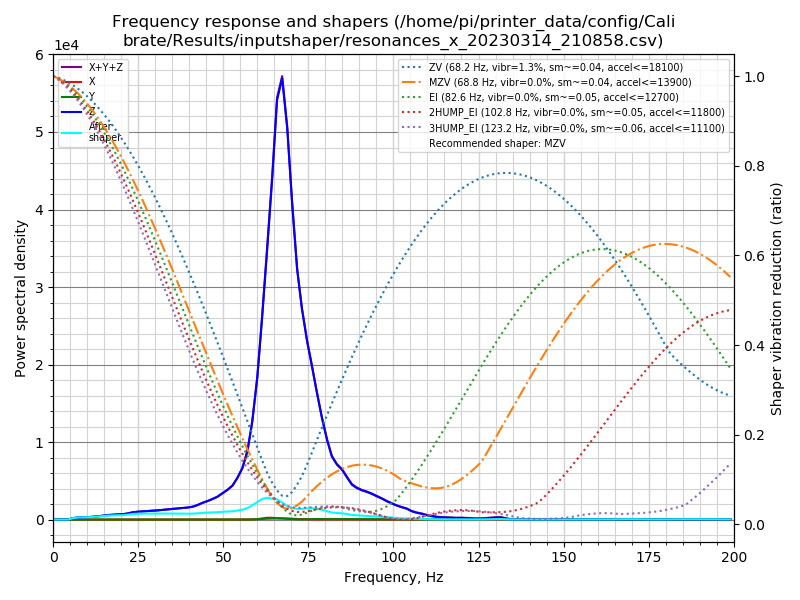 Frequency response and shapers (/home/pi/printer_data/config/Cali
brate/Results/inputshaper/resonances_x_20230314_210858.csv)
1e4
X+Y+Z
X
Y
After
shaper
ZV (68.2 Hz, vibr=1.3%, sm~=0.04, accel<=18100)
MZV (68.8 Hz, vibr=0.0%, sm~=0.04, accel<=13900)
EI (82.6 Hz, vibr=0.0%, sm~=0.05, accel<=12700)
2HUMP_EI (102.8 Hz, vibr=0.0%, sm~=0.05, accel<=11800)
3HUMP_EI (123.2 Hz, vibr=0.0%, sm~=0.06, accel<=11100)
Recommended shaper: MZV
Power spectral density
6
5
4
3
2
1
0
Shaper vibration reduction (ratio)
1.0
0.8
0.6
0.4
0.2
0.0
0 25 50 75 100 125 150 175 200
Frequency, Hz